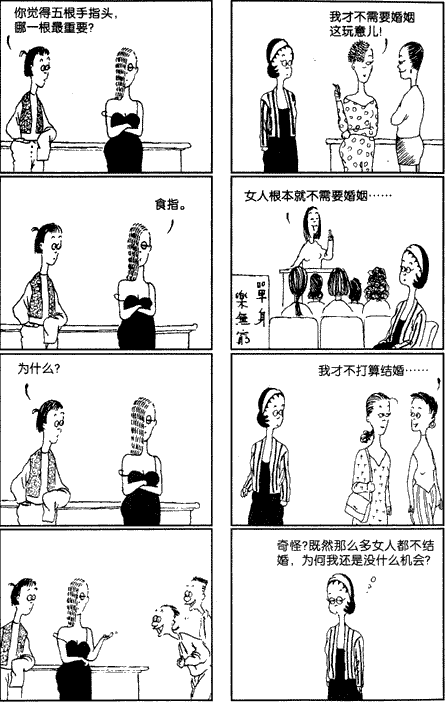 你觉得五根手指头，
哪一根最重要？
食指。
为什么？
我才不需要婚姻
这玩意儿！
女人根本就不需要婚姻……
單身
樂無窮
我才不打算结婚……
奇怪？既然那么多女人都不结
婚，为何我还是没什么机会？